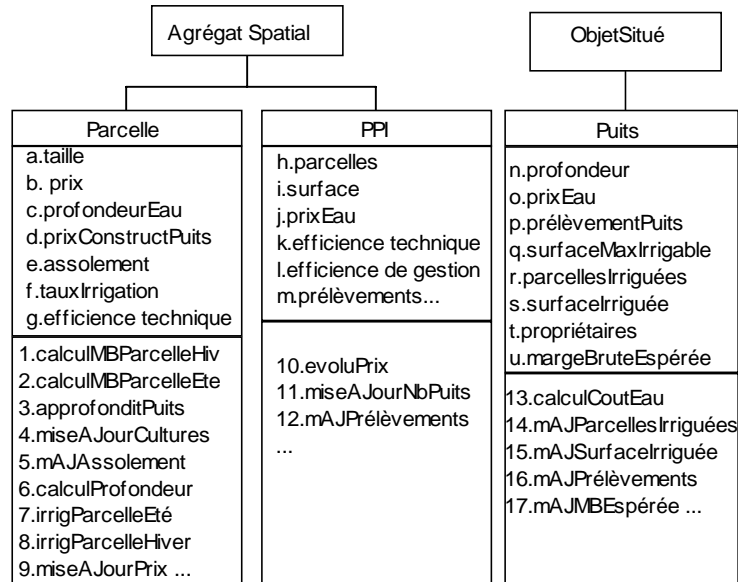 Agrégat Spatial
ObjetSitué
Parcelle
a.taille
b. prix
c.profondeurEau
d.prixConstructPuits
e.assolement
f.tauxIrrigation
g.efficience technique
1.calculMBParcelleHiv
2.calculMBParcelleEte
3.approfonditPuits
4.miseAJourCultures
5.mAJAssolement
6.calculProfondeur
7.irrigParcelleEté
8.irrigParcelleHiver
9.miseAJourPrix ...
PPI
h.parcelles
i.surface
j.prixEau
k.efficience technique
l.efficience de gestion
m.prélèvements...
10.evoluPrix
11.miseAJourNbPuits
12.mAJPrélèvements
...
Puits
n.profondeur
o.prixEau
p.prélèvementPuits
q.surfaceMaxIrrigable
r.parcellesIrriguées
s.surfaceIrriguée
t.propriétaires
u.margeBruteEspérée
13.calculCoutEau
14.mAJParcellesIrriguées
15.mAJSurfaceIrriguée
16.mAJPrélèvements
17.mAJMBEspérée ...